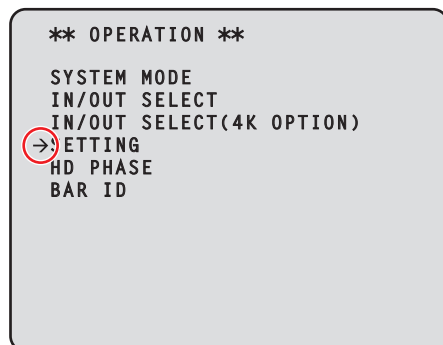 ** OPERATION **
SYSTEM MODE
IN/OUT SELECT
IN/OUT SELECT(4K OPTION)
→SETTING
HD PHASE
BAR ID